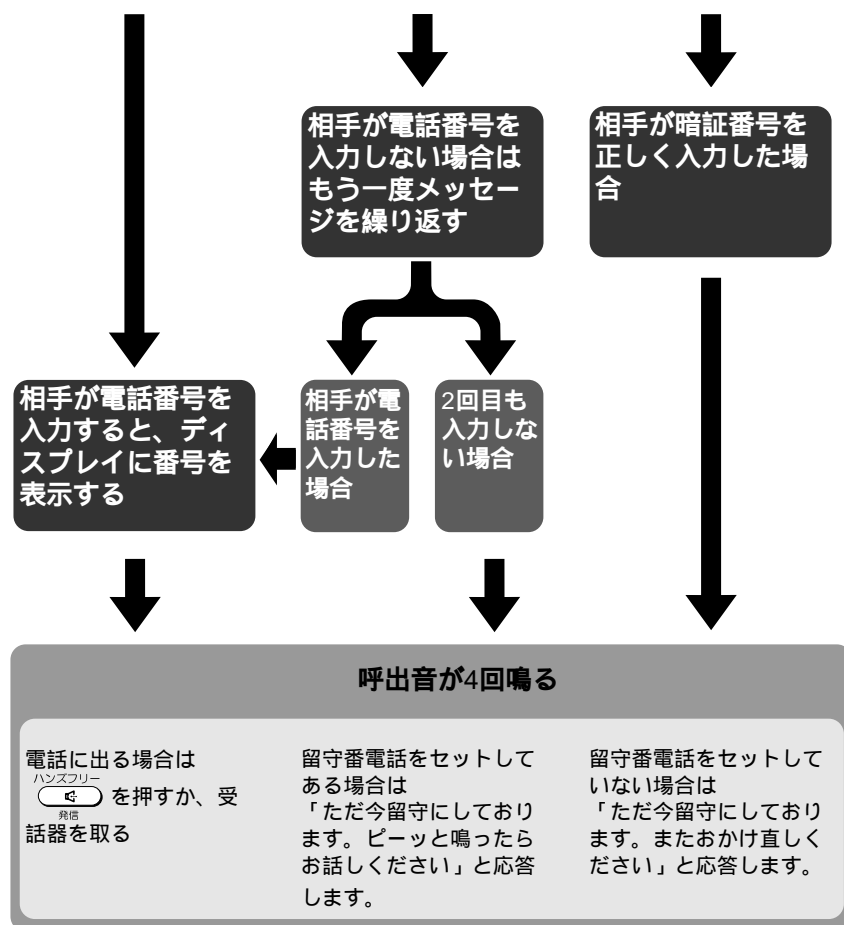 相手が電話番号を
入力しない場合は
もう一度メッセー
ジを繰り返す
相手が暗証番号を
正しく入力した場
合
相手が電話番号を
入力すると、ディ
スプレイに番号を
表示する
相手が電
話番号を
入力した
場合
2回目も
入力しな
い場合
呼出音が4回鳴る
電話に出る場合は
ハンズフリー
を押すか、受
発信
話器を取る
留守番電話をセットして
ある場合は
「ただ今留守にしており
ます。ピーッと鳴ったら
お話しください」と応答
します。
留守番電話をセットして
いない場合は
「ただ今留守にしており
ます。またおかけ直しく
ださい」と応答します。